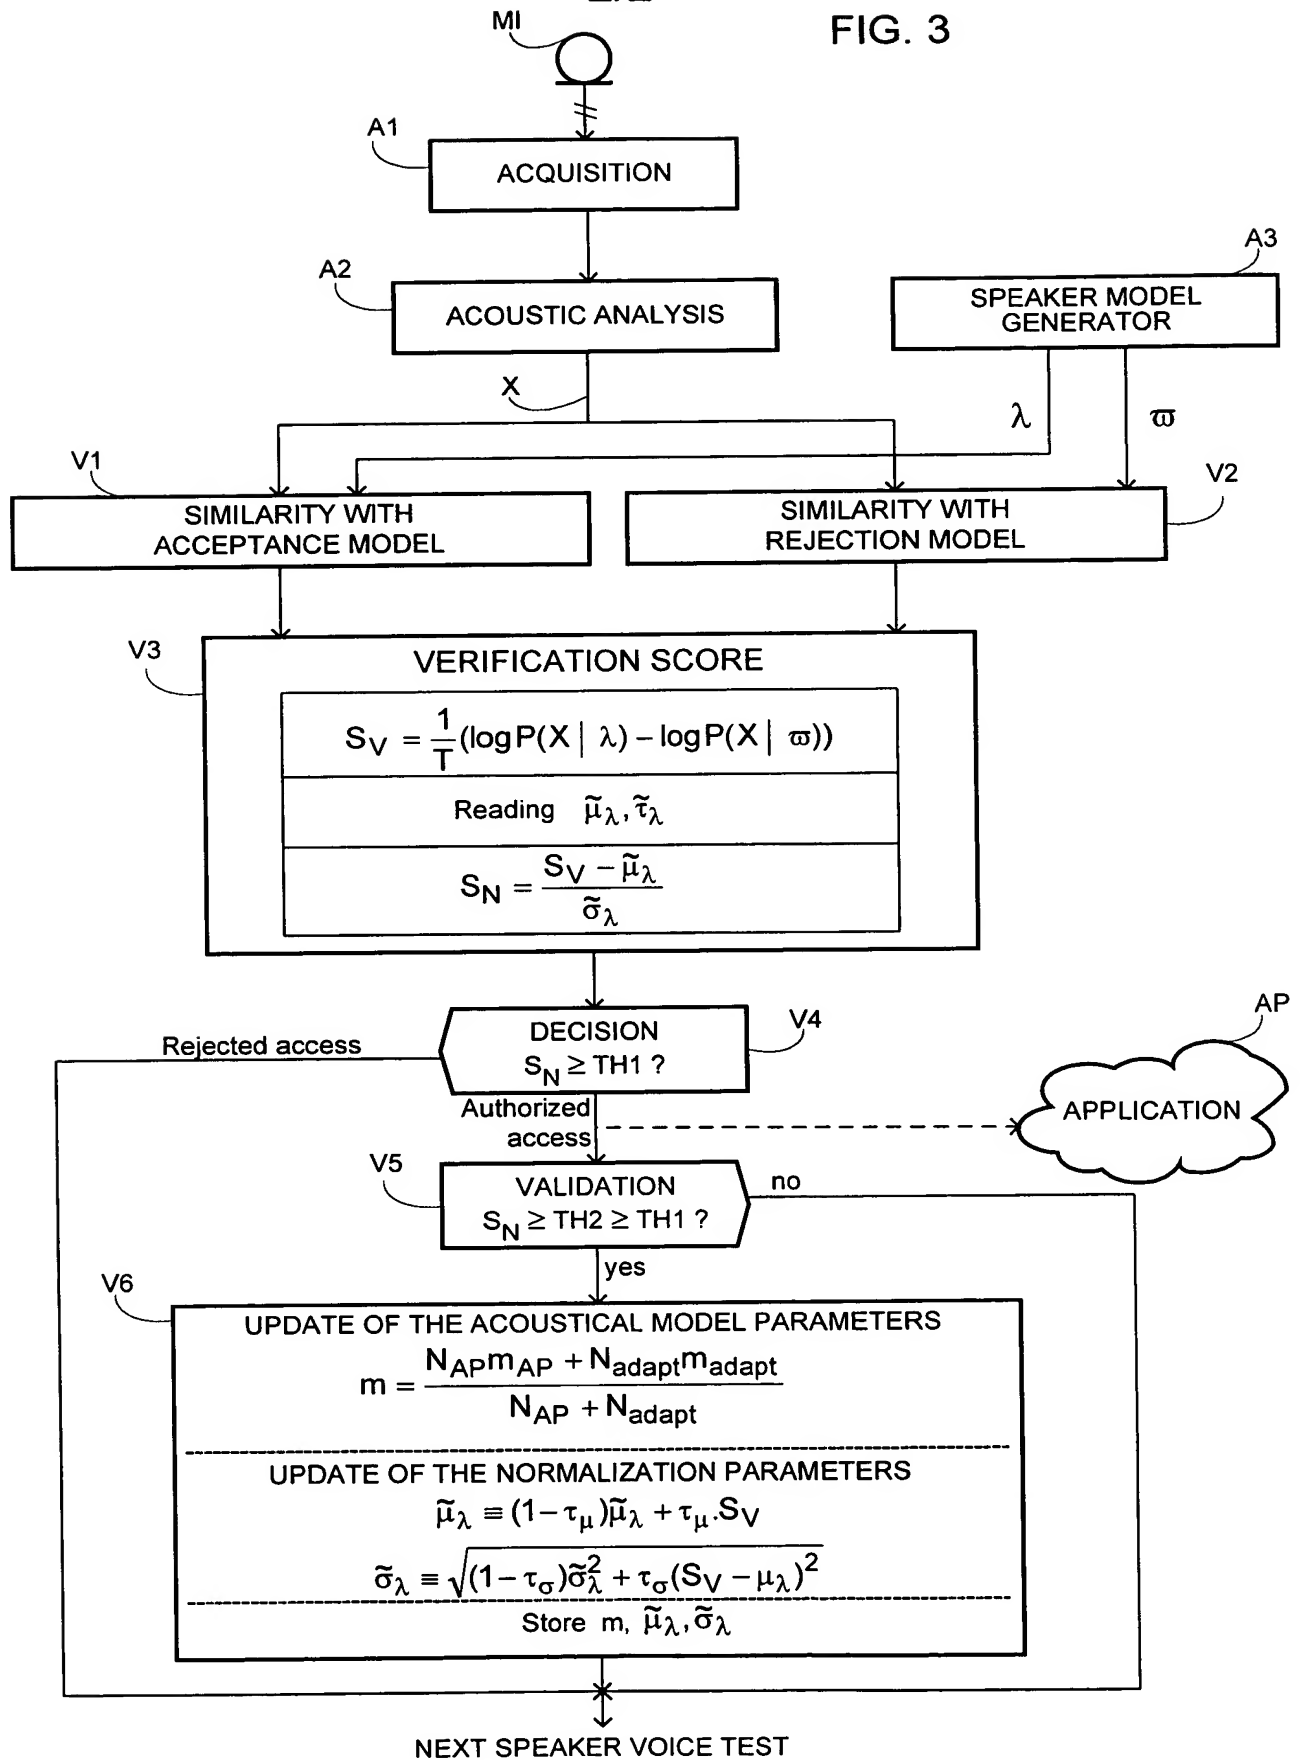 FIG. 3
MI
A1
ACQUISITION
A2
ACOUSTIC ANALYSIS
A3
SPEAKER MODEL
GENERATOR
X
λ
ϖ
V1
SIMILARITY WITH
ACCEPTANCE MODEL
V2
SIMILARITY WITH
REJECTION MODEL
V3
VERIFICATION SCORE
S_V = 1/T (log P(X | λ) − log P(X | ϖ))
Reading μ̃_λ, τ̃_λ
S_N = (S_V − μ̃_λ) / σ̃_λ
V4
DECISION
S_N ≥ TH1 ?
Rejected access
Authorized
access
AP
APPLICATION
V5
VALIDATION
S_N ≥ TH2 ≥ TH1 ?
no
yes
V6
UPDATE OF THE ACOUSTICAL MODEL PARAMETERS
m = (N_AP m_AP + N_adapt m_adapt) / (N_AP + N_adapt)
UPDATE OF THE NORMALIZATION PARAMETERS
μ̃_λ ≡ (1 − τ_μ)μ̃_λ + τ_μ.S_V
σ̃_λ ≡ √((1 − τ_σ)σ̃_λ² + τ_σ(S_V − μ_λ)²)
Store m, μ̃_λ, σ̃_λ
NEXT SPEAKER VOICE TEST